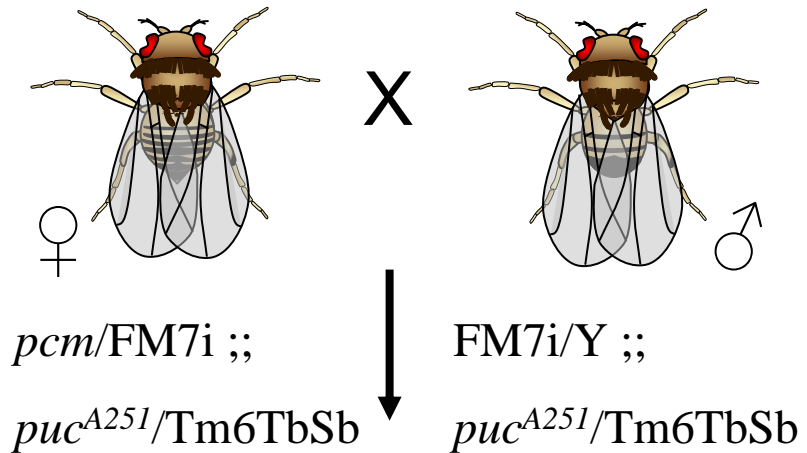 X
♀
♂
pcm/FM7i ;;
FM7i/Y ;;
puc^A251/Tm6TbSb
puc^A251/Tm6TbSb